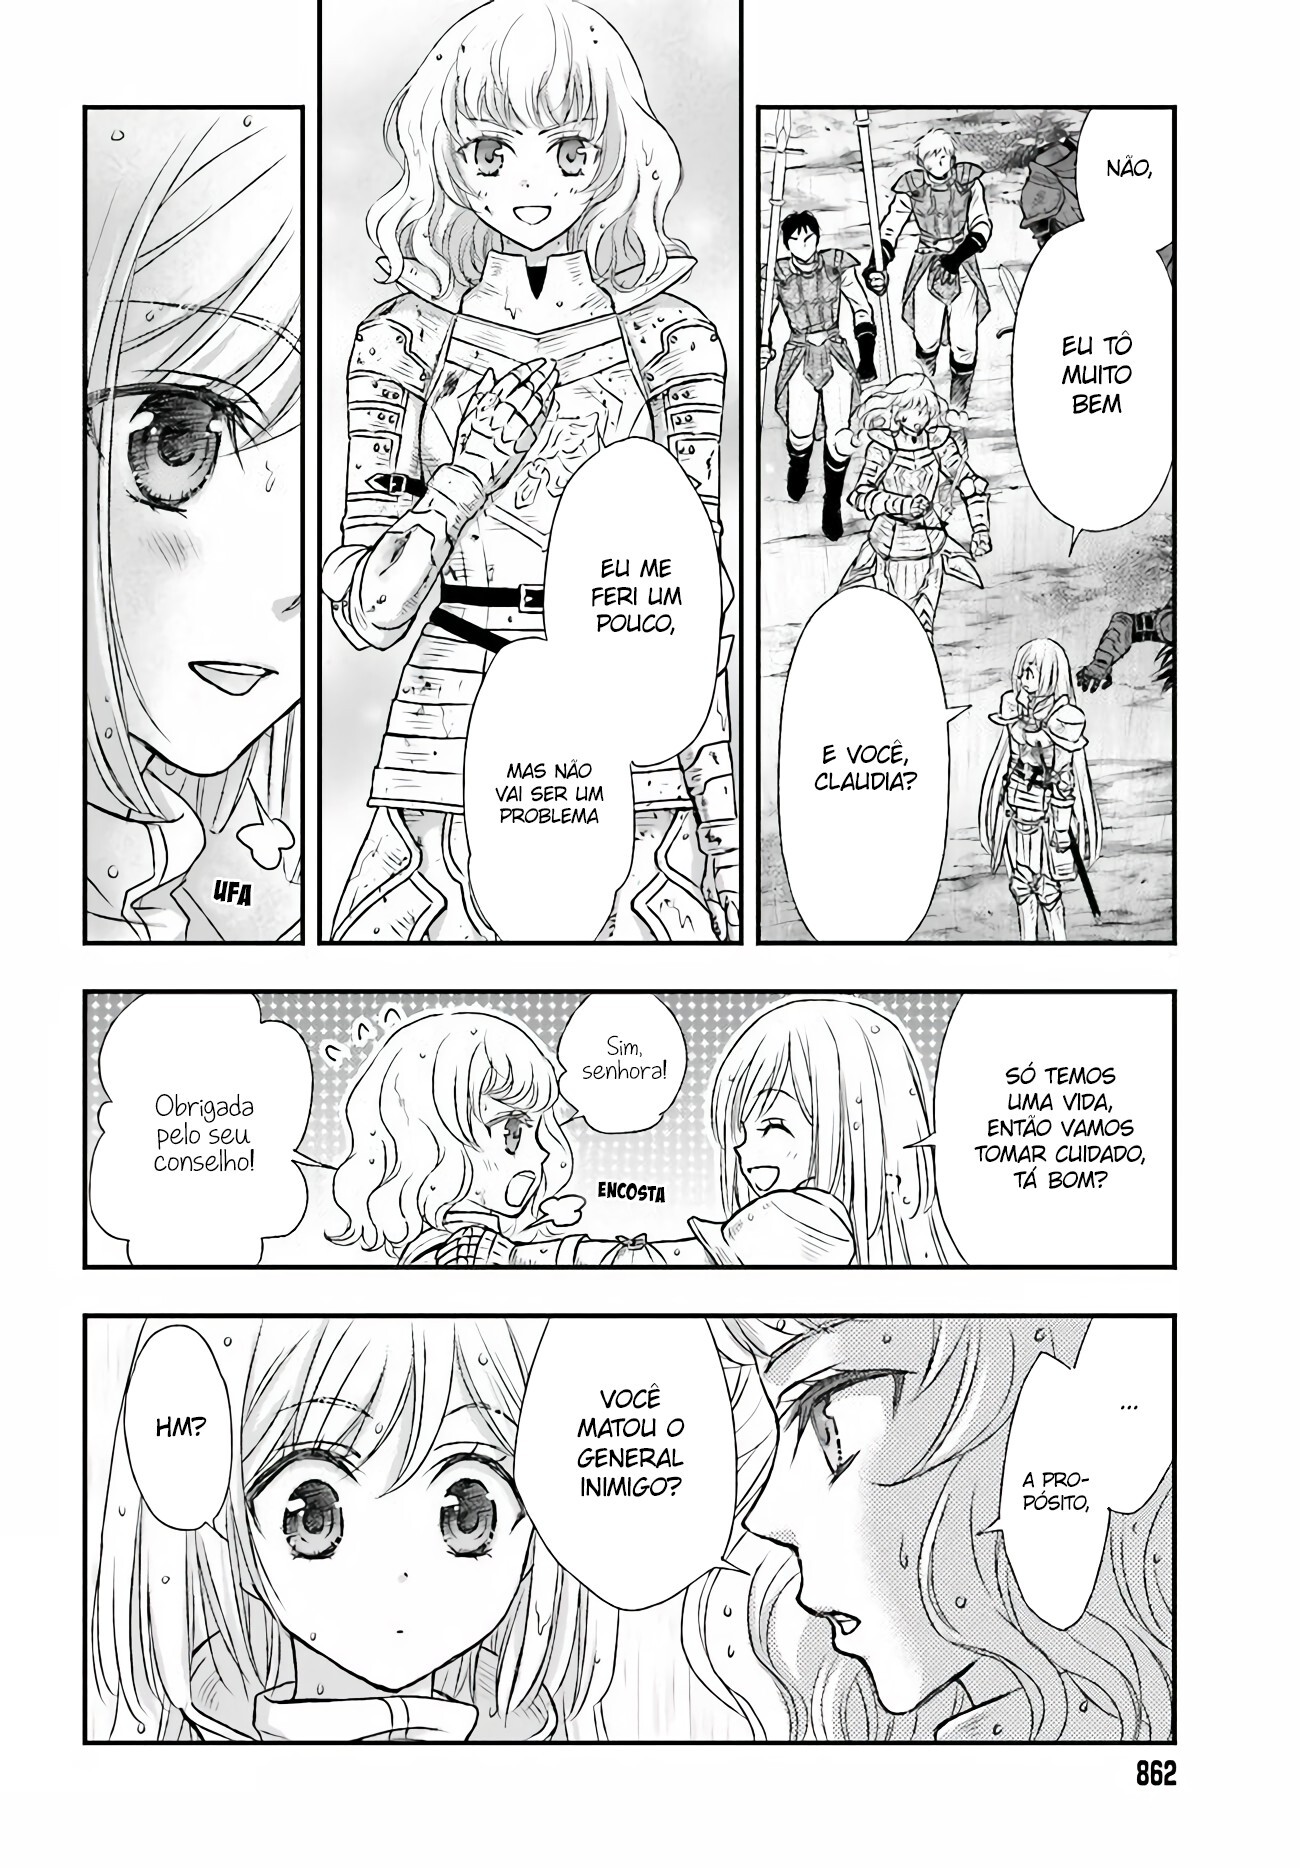 NÃO,
EU TÔ
MUITO
BEM
E VOCÊ,
CLAUDIA?
EU ME
FERI UM
POUCO,
MAS NÃO
VAI SER UM
PROBLEMA
UFA
SÓ TEMOS
UMA VIDA,
ENTÃO VAMOS
TOMAR CUIDADO,
TÁ BOM?
Sim,
senhora!
ENCOSTA
Obrigada
pelo seu
conselho!
...
A PRO-
PÓSITO,
VOCÊ
MATOU O
GENERAL
INIMIGO?
HM?
862